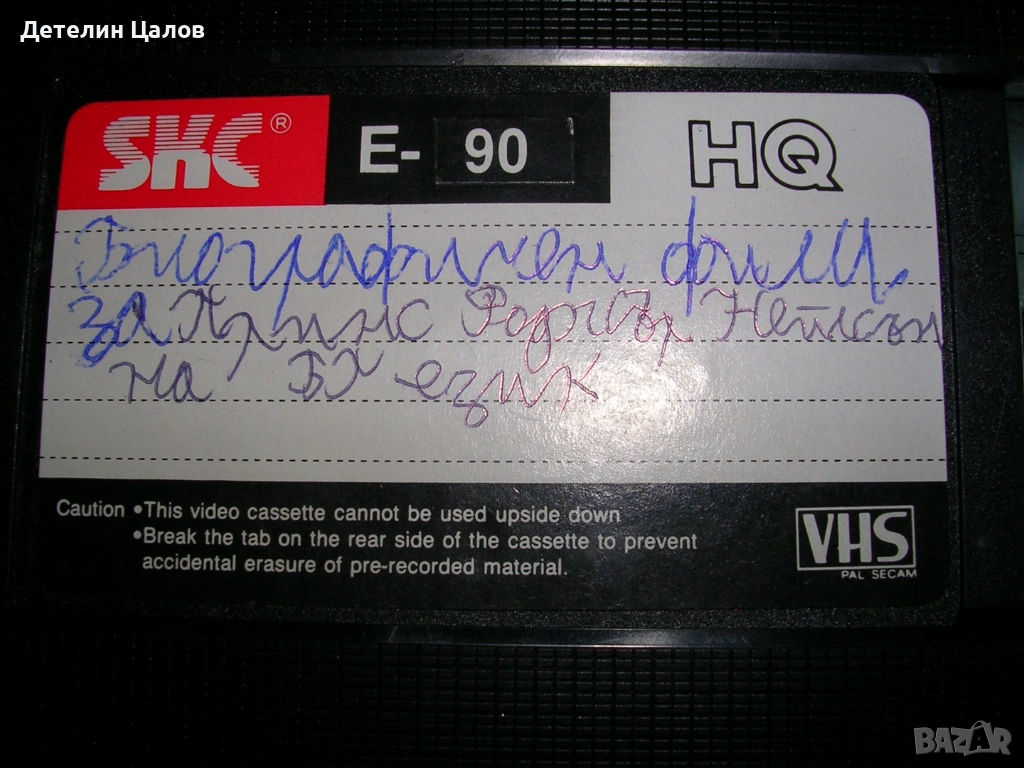 Детелин Цалов
SKC®
E- 90
HQ
Биографичен филм
за Принс Роджър Нелсън
на БГ език
Caution •This video cassette cannot be used upside down
•Break the tab on the rear side of the cassette to prevent
accidental erasure of pre-recorded material.
VHS
PAL SECAM
BAZAR